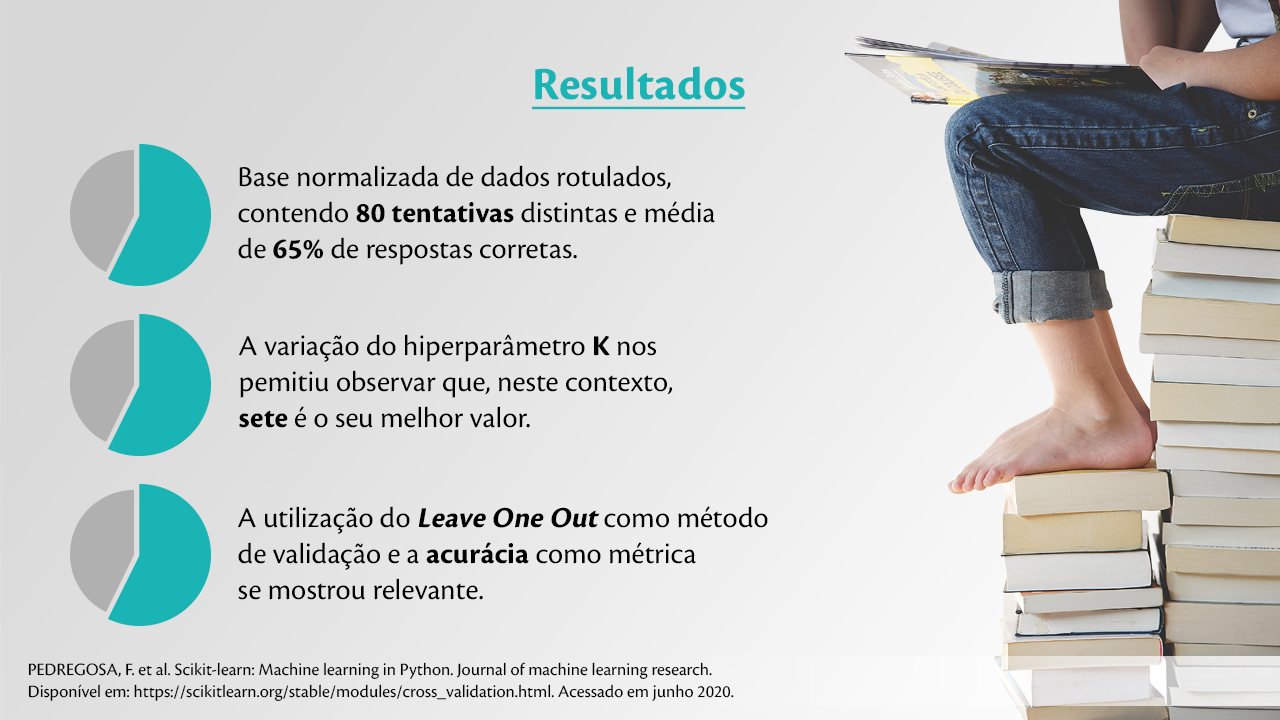 Resultados
Base normalizada de dados rotulados,
contendo 80 tentativas distintas e média
de 65% de respostas corretas.
A variação do hiperparâmetro K nos
pemitiu observar que, neste contexto,
sete é o seu melhor valor.
A utilização do Leave One Out como método
de validação e a acurácia como métrica
se mostrou relevante.
PEDREGOSA, F. et al. Scikit-learn: Machine learning in Python. Journal of machine learning research.
Disponível em: https://scikitlearn.org/stable/modules/cross_validation.html. Acessado em junho 2020.